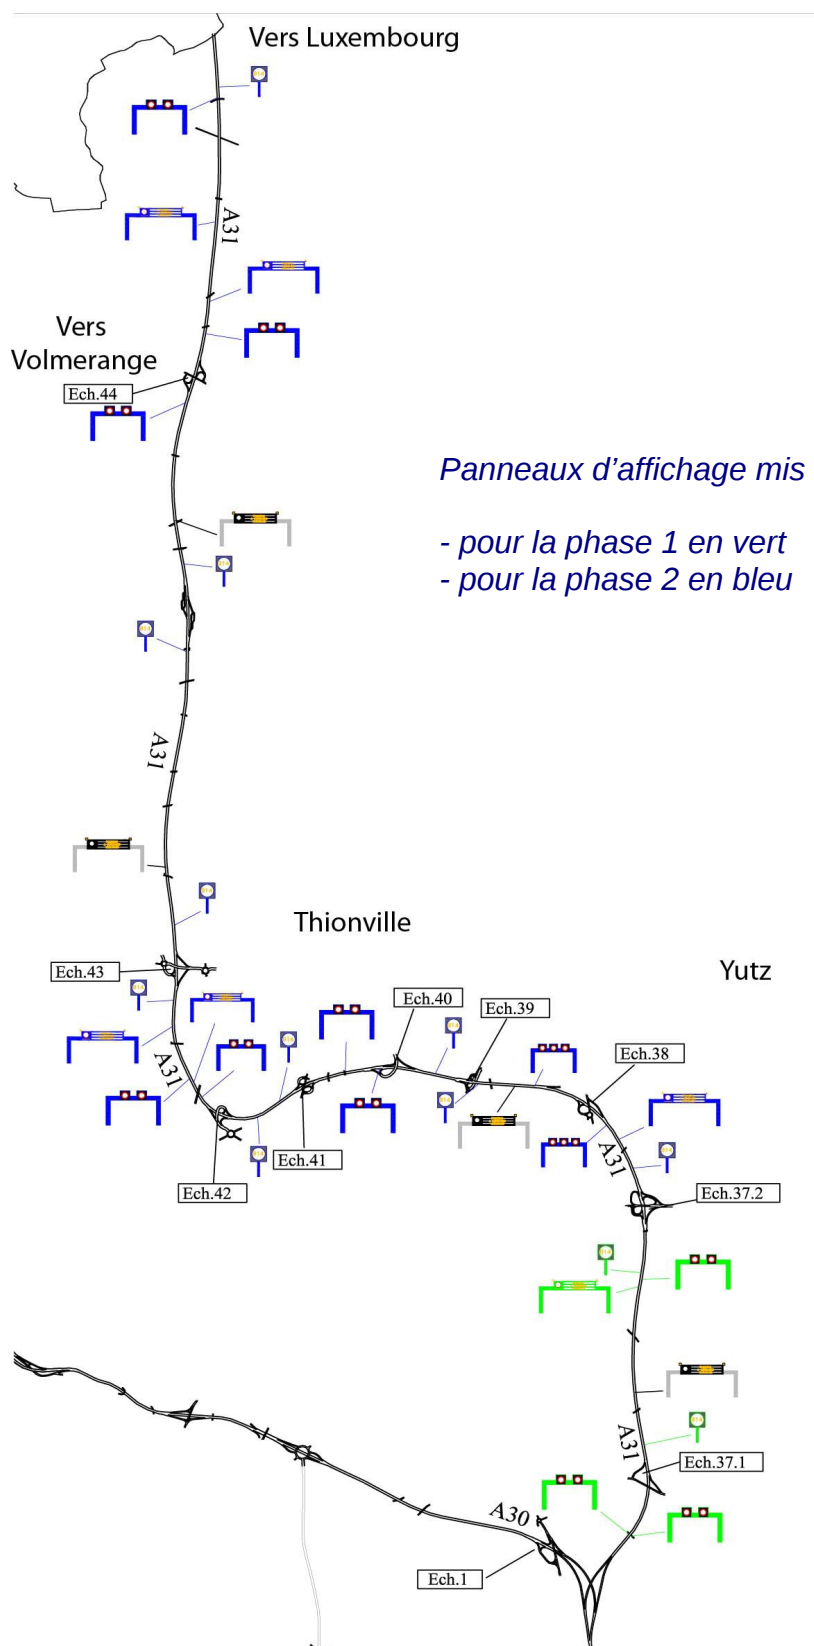 Vers Luxembourg
A31
Vers
Volmerange
Ech.44
Panneaux d'affichage mis
- pour la phase 1 en vert
- pour la phase 2 en bleu
A31
Thionville
Yutz
Ech.43
Ech.40
Ech.39
Ech.38
A31
A31
Ech.41
Ech.42
Ech.37.2
A31
Ech.37.1
A30
Ech.1